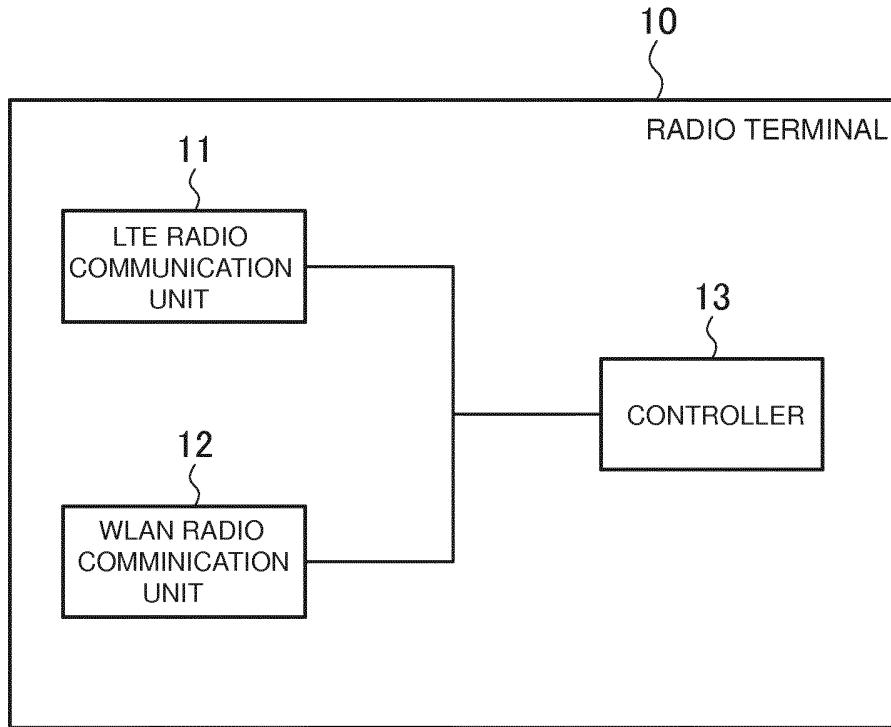 10
RADIO TERMINAL
11
LTE RADIO
COMMUNICATION
UNIT
13
CONTROLLER
12
WLAN RADIO
COMMINICATION
UNIT